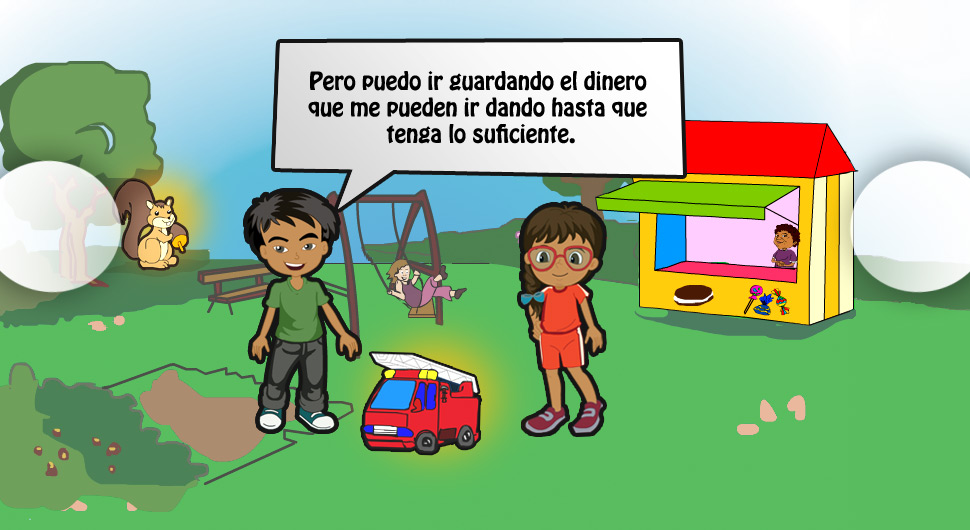 Pero puedo ir guardando el dinero
que me pueden ir dando hasta que
tenga lo suficiente.